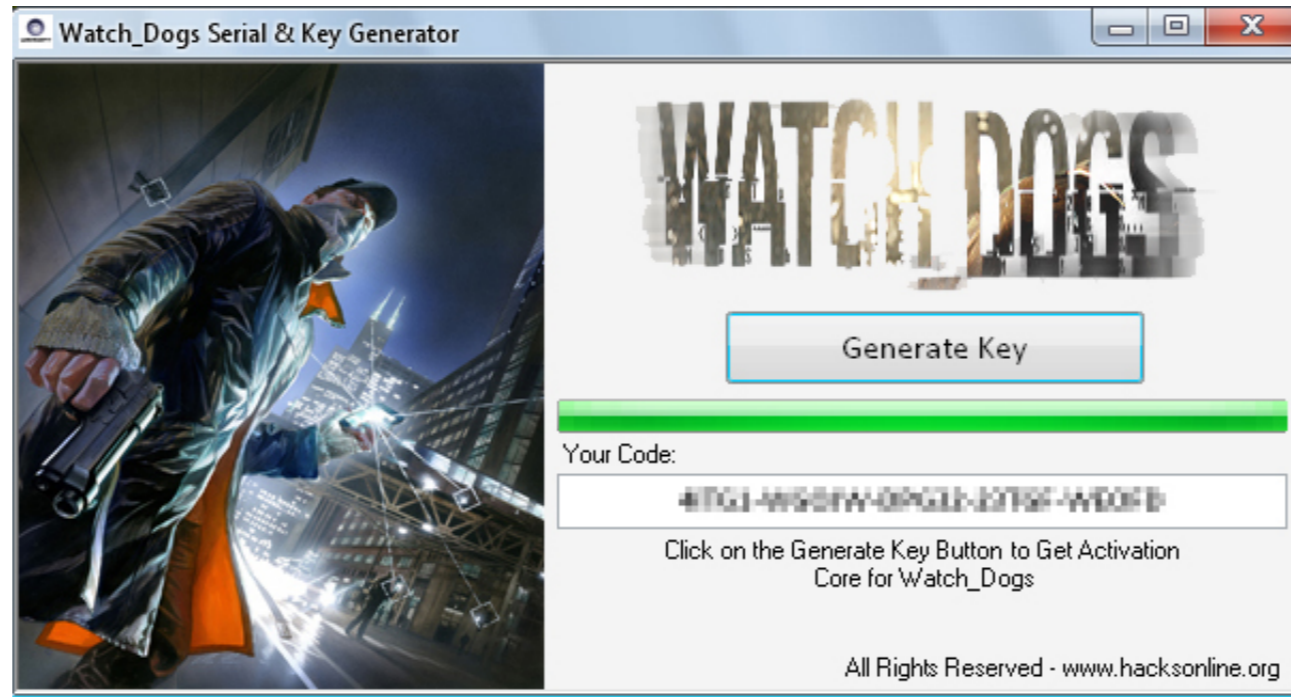 Watch_Dogs Serial & Key Generator
WATCH_DOGS
Generate Key
Your Code:
Click on the Generate Key Button to Get Activation
Core for Watch_Dogs
All Rights Reserved - www.hacksonline.org